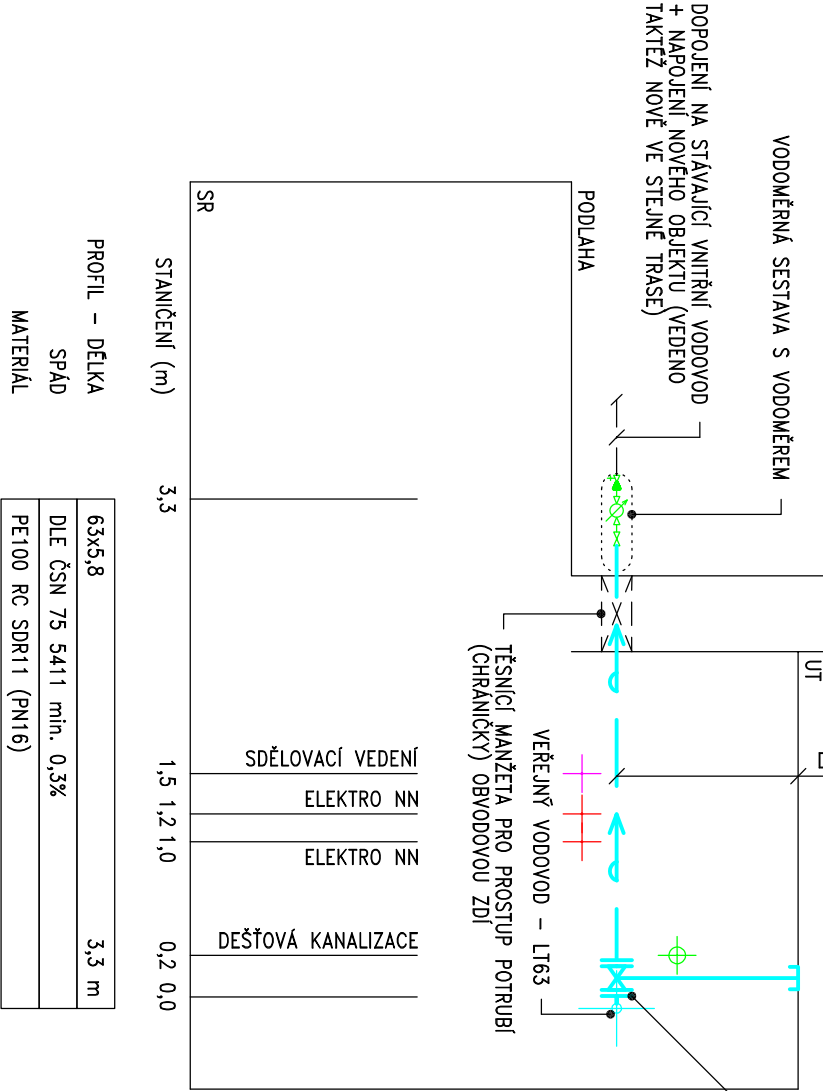 VODOMĚRNÁ SESTAVA S VODOMĚREM
DOPOJENÍ NA STÁVAJÍCÍ VNITŘNÍ VODOVOD
+ NAPOJENÍ NOVÉHO OBJEKTU (VEDENO
TAKTÉŽ NOVĚ VE STEJNÉ TRASE)
UT
PODLAHA
VEŘEJNÝ VODOVOD - LT63
TĚSNÍCÍ MANŽETA PRO PROSTUP POTRUBÍ
(CHRÁNIČKY) OBVODOVOU ZDÍ
SDĚLOVACÍ VEDENÍ
ELEKTRO NN
ELEKTRO NN
DEŠŤOVÁ KANALIZACE
SR
STANIČENÍ (m) 3,3 1,5 1,2 1,0 0,2 0,0
PROFIL - DÉLKA 63x5,8 3,3 m
SPÁD DLE ČSN 75 5411 min. 0,3%
MATERIÁL PE100 RC SDR11 (PN16)